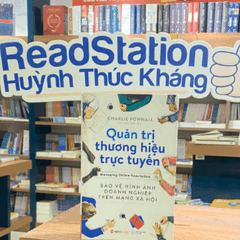 ReadStation
Huỳnh Thúc Kháng
CHARLIE POWNALL
Quản trị
thương hiệu
trực tuyến
Managing Online Reputation
BẢO VỆ HÌNH ẢNH
DOANH NGHIỆP
TRÊN MẠNG XÃ HỘI